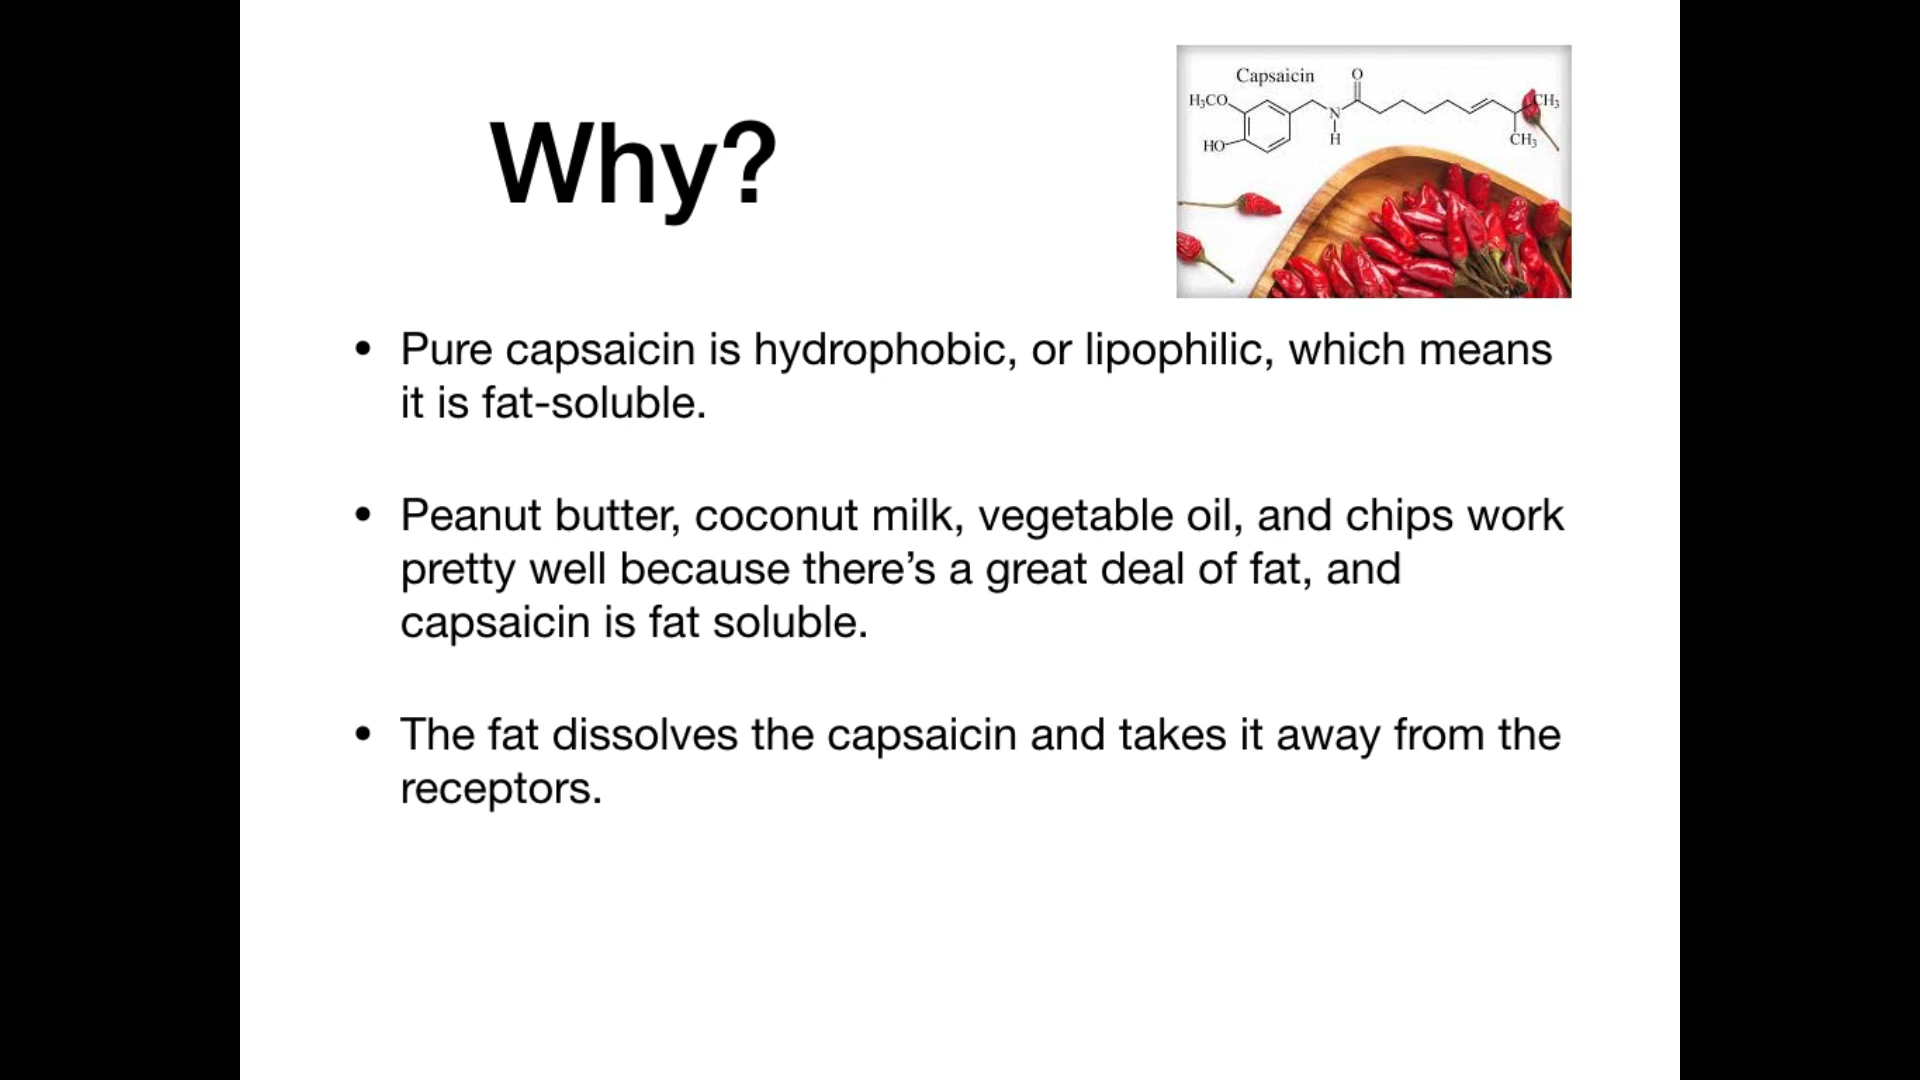 Why?
Capsaicin
O
H₃CO
N
H
HO
CH₃
CH₃
• Pure capsaicin is hydrophobic, or lipophilic, which means
it is fat-soluble.
• Peanut butter, coconut milk, vegetable oil, and chips work
pretty well because there’s a great deal of fat, and
capsaicin is fat soluble.
• The fat dissolves the capsaicin and takes it away from the
receptors.